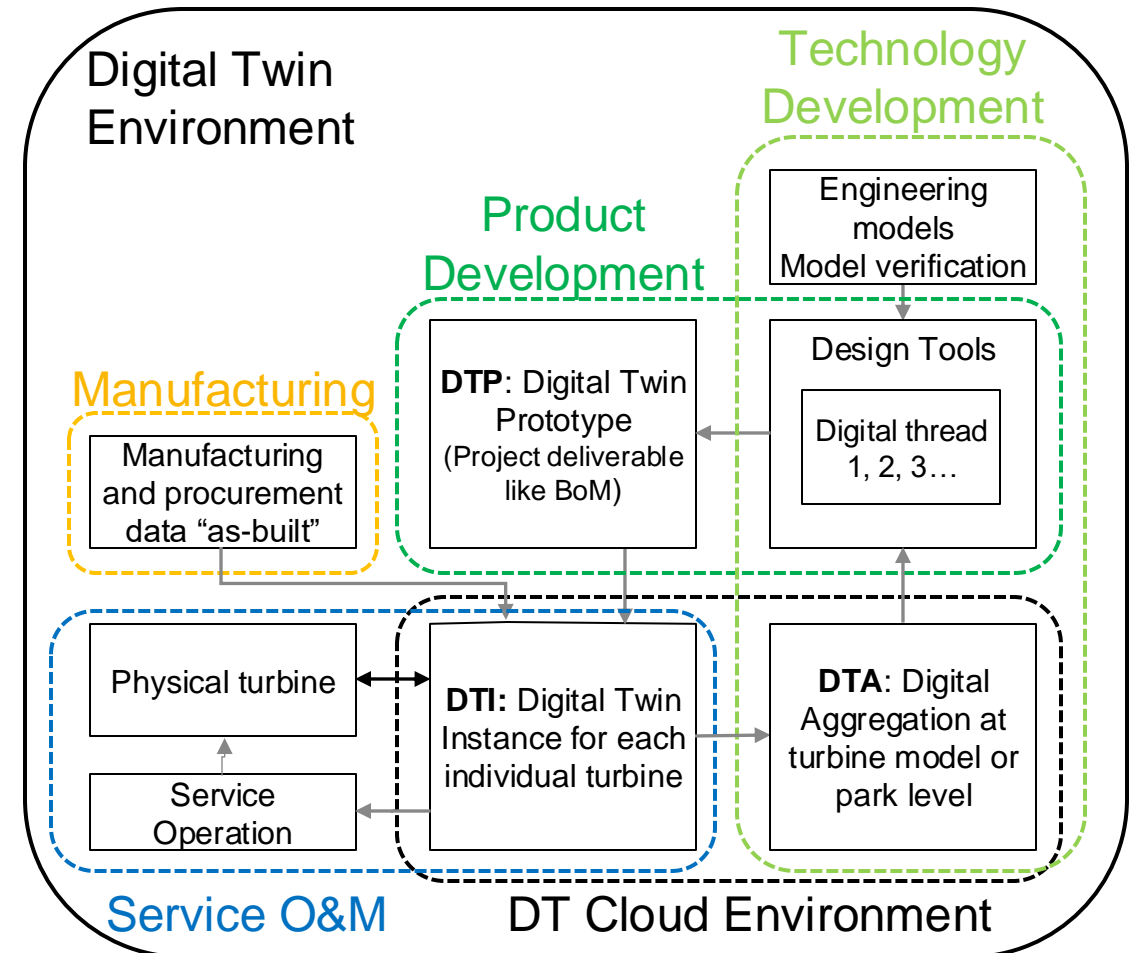 Digital Twin
Environment
Technology
Development
Engineering
models
Model verification
Product
Development
Design Tools
Digital thread
1, 2, 3…
DTP: Digital Twin
Prototype
(Project deliverable
like BoM)
Manufacturing
Manufacturing
and procurement
data “as-built”
Physical turbine
DTI: Digital Twin
Instance for each
individual turbine
DTA: Digital
Aggregation at
turbine model or
park level
Service
Operation
Service O&M
DT Cloud Environment